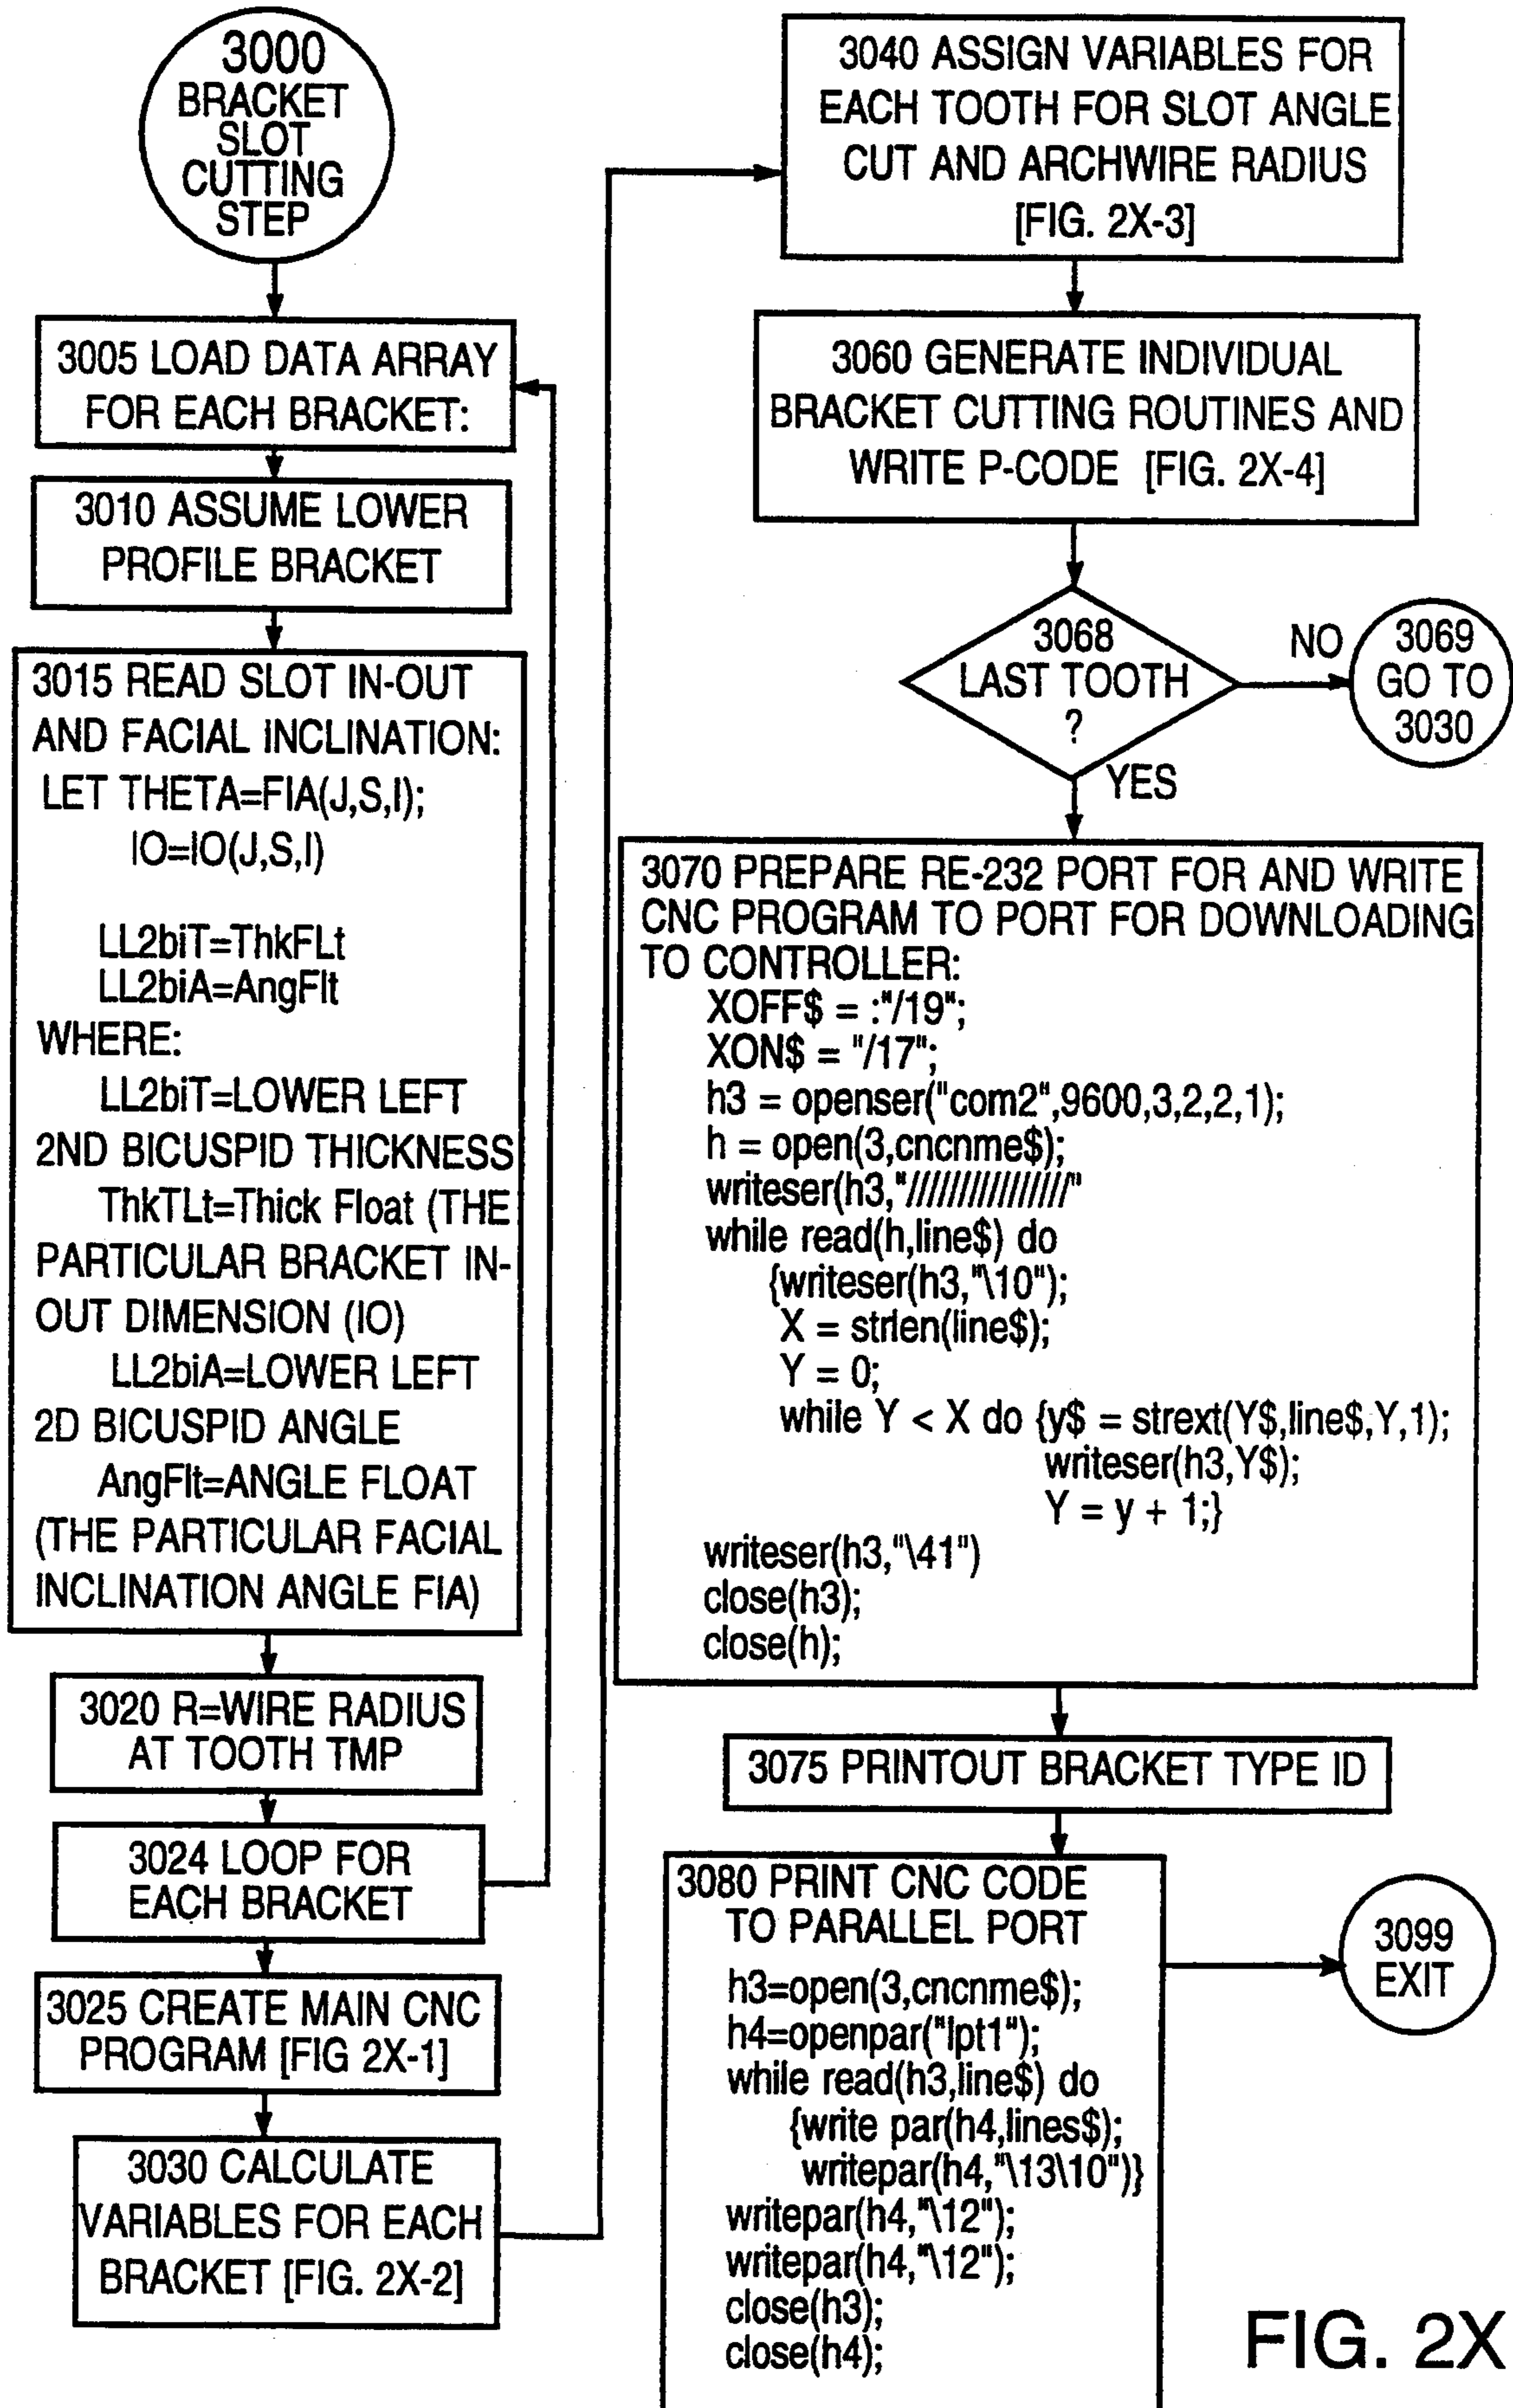 3000
BRACKET
SLOT
CUTTING
STEP
3005 LOAD DATA ARRAY
FOR EACH BRACKET:
3010 ASSUME LOWER
PROFILE BRACKET
3015 READ SLOT IN-OUT
AND FACIAL INCLINATION:
LET THETA=FIA(J,S,I);
IO=IO(J,S,I)
LL2biT=ThkFLt
LL2biA=AngFlt
WHERE:
LL2biT=LOWER LEFT
2ND BICUSPID THICKNESS
ThkTLt=Thick Float (THE
PARTICULAR BRACKET IN-
OUT DIMENSION (IO)
LL2biA=LOWER LEFT
2D BICUSPID ANGLE
AngFlt=ANGLE FLOAT
(THE PARTICULAR FACIAL
INCLINATION ANGLE FIA)
3020 R=WIRE RADIUS
AT TOOTH TMP
3024 LOOP FOR
EACH BRACKET
3025 CREATE MAIN CNC
PROGRAM [FIG 2X-1]
3030 CALCULATE
VARIABLES FOR EACH
BRACKET [FIG. 2X-2]
3040 ASSIGN VARIABLES FOR
EACH TOOTH FOR SLOT ANGLE
CUT AND ARCHWIRE RADIUS
[FIG. 2X-3]
3060 GENERATE INDIVIDUAL
BRACKET CUTTING ROUTINES AND
WRITE P-CODE [FIG. 2X-4]
3068
LAST TOOTH
?
NO
3069
GO TO
3030
YES
3070 PREPARE RE-232 PORT FOR AND WRITE
CNC PROGRAM TO PORT FOR DOWNLOADING
TO CONTROLLER:
XOFF$ = :"/19";
XON$ = "/17";
h3 = openser("com2",9600,3,2,2,1);
h = open(3,cncnme$);
writeser(h3,"////////////////"
while read(h,line$) do
{writeser(h3,"\10");
X = strlen(line$);
Y = 0;
while Y < X do {y$ = strext(Y$,line$,Y,1);
writeser(h3,Y$);
Y = y + 1;}
writeser(h3,"\41")
close(h3);
close(h);
3075 PRINTOUT BRACKET TYPE ID
3080 PRINT CNC CODE
TO PARALLEL PORT
h3=open(3,cncnme$);
h4=openpar("lpt1");
while read(h3,line$) do
{write par(h4,lines$);
writepar(h4,"\13\10")}
writepar(h4,"\12");
writepar(h4,"\12");
close(h3);
close(h4);
3099
EXIT
FIG. 2X